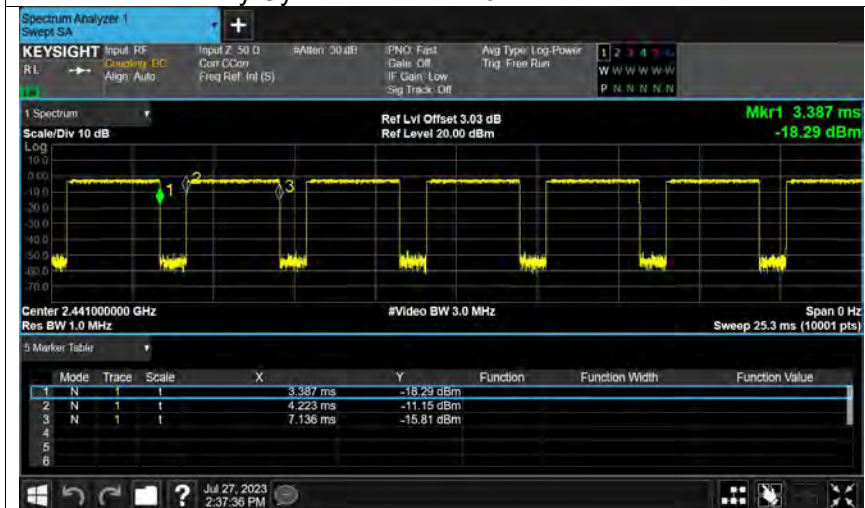 Spectrum Analyzer 1
Swept SA
+
KEYSIGHT Input: RF Input Z: 50 Ω #Atten: 30 dB PNO: Fast Avg Type: Log-Power 1 2 3 4 5 6
RL Coupling: DC Corr CCorr Gate: Off Trig: Free Run W W W W W W
Align: Auto Freq Ref: Int (S) IF Gain: Low P N N N N N
Sig Track: Off
1 Spectrum Ref Lvl Offset 3.03 dB Mkr1 3.387 ms
Scale/Div 10 dB Ref Level 20.00 dBm -18.29 dBm
Log
10.0
0.00
-10.0
-20.0
-30.0
-40.0
-50.0
-60.0
-70.0
1 2 3
Center 2.441000000 GHz #Video BW 3.0 MHz Span 0 Hz
Res BW 1.0 MHz Sweep 25.3 ms (10001 pts)
5 Marker Table
Mode Trace Scale X Y Function Function Width Function Value
1 N 1 t 3.387 ms -18.29 dBm
2 N 1 t 4.223 ms -11.15 dBm
3 N 1 t 7.136 ms -15.81 dBm
4
5
6
? Jul 27, 2023
2:37:36 PM